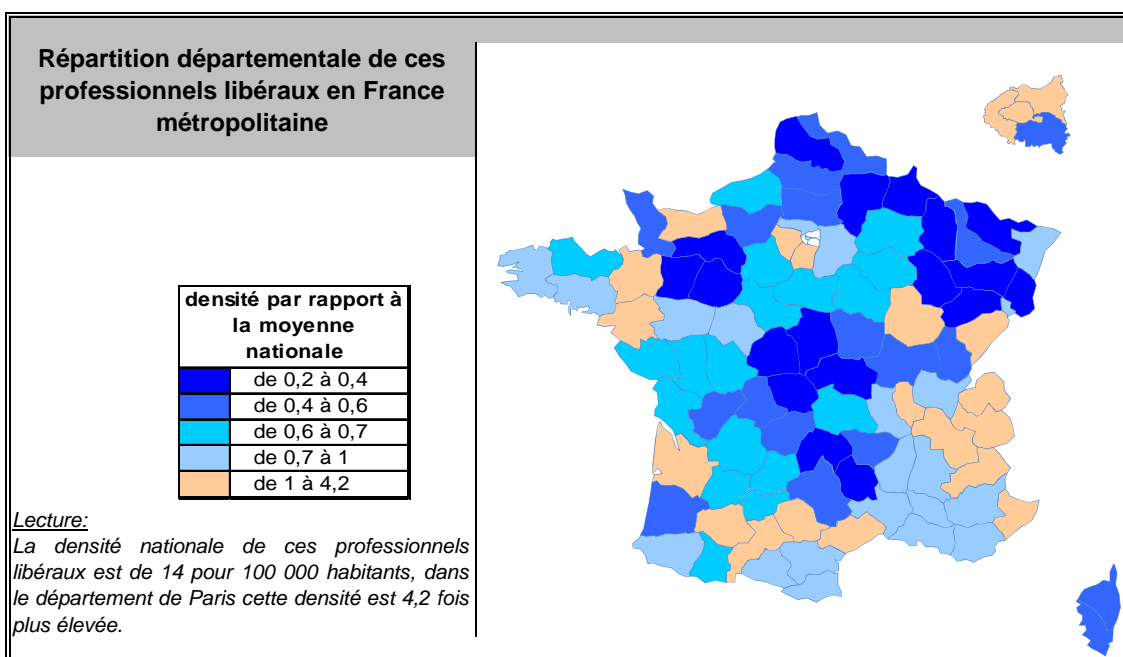 Répartition départementale de ces
professionnels libéraux en France
métropolitaine
densité par rapport à
la moyenne
nationale
de 0,2 à 0,4
de 0,4 à 0,6
de 0,6 à 0,7
de 0,7 à 1
de 1 à 4,2
Lecture:
La densité nationale de ces professionnels
libéraux est de 14 pour 100 000 habitants, dans
le département de Paris cette densité est 4,2 fois
plus élevée.